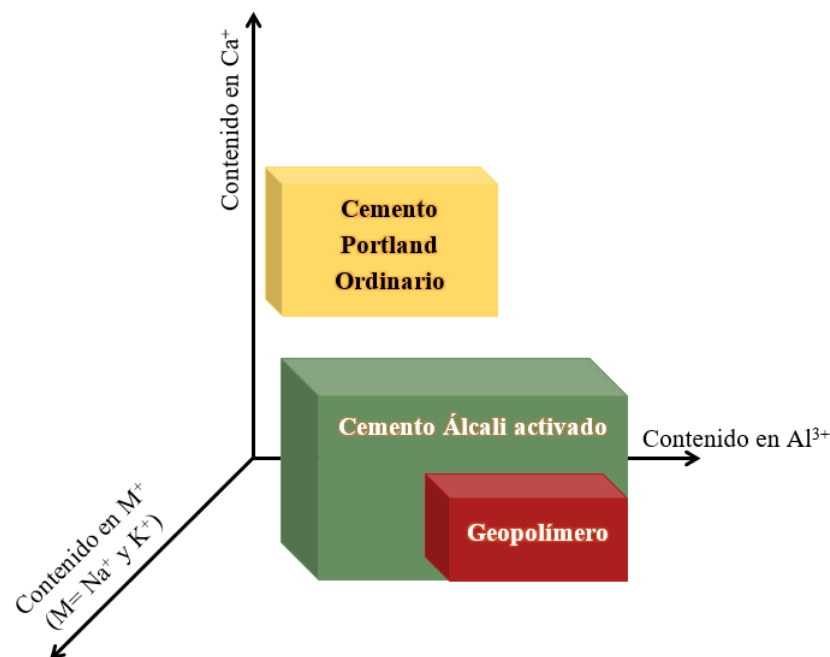 Contenido en Ca⁺
Cemento
Portland
Ordinario
Cemento Álcali activado
Contenido en Al³⁺
Geopolímero
Contenido en M⁺
(M= Na⁺ y K⁺)